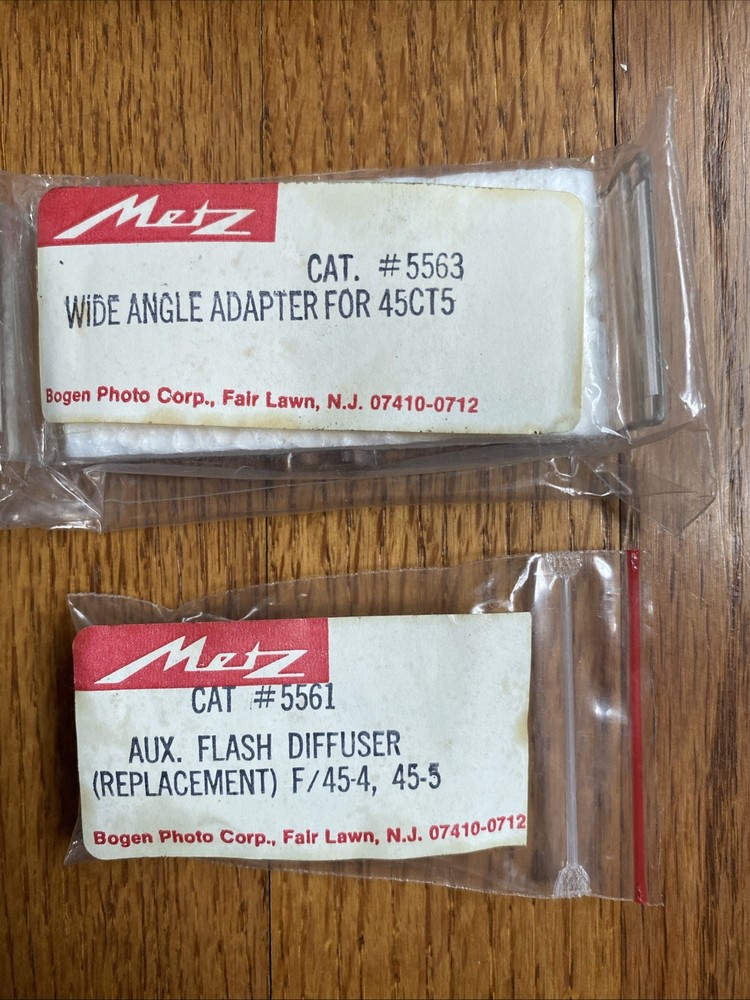 Metz
CAT. #5563
WIDE ANGLE ADAPTER FOR 45CT5
Bogen Photo Corp., Fair Lawn, N.J. 07410-0712
Metz
CAT #5561
AUX. FLASH DIFFUSER
(REPLACEMENT) F/45-4, 45-5
Bogen Photo Corp., Fair Lawn, N.J. 07410-0712